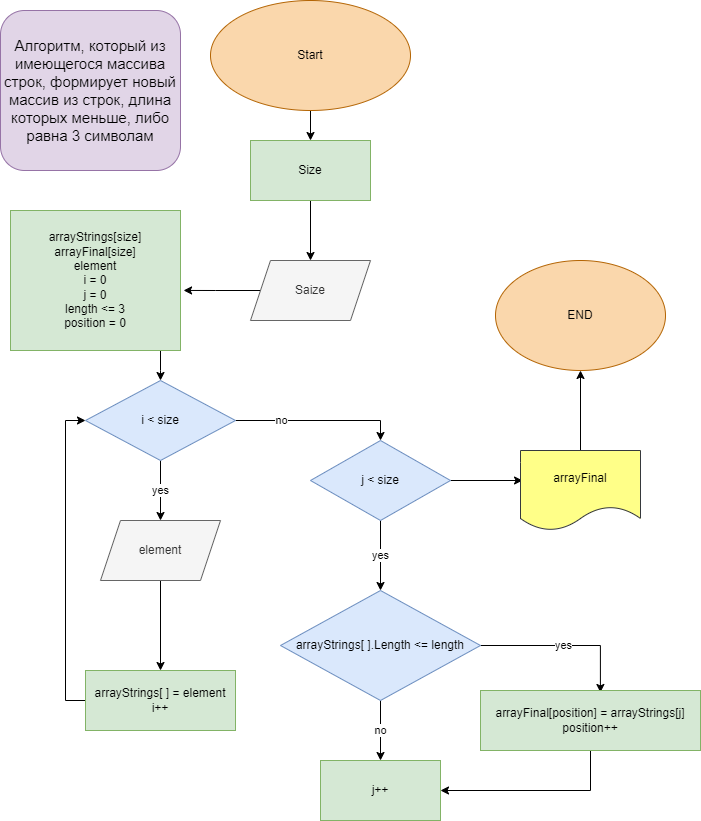 Алгоритм, который из
имеющегося массива
строк, формирует новый
массив из строк, длина
которых меньше, либо
равна 3 символам
Start
Size
Saize
arrayStrings[size]
arrayFinal[size]
element
i = 0
j = 0
length <= 3
position = 0
i < size
no
yes
element
arrayStrings[ ] = element
i++
j < size
yes
arrayFinal
END
arrayStrings[ ].Length <= length
yes
no
arrayFinal[position] = arrayStrings[j]
position++
j++